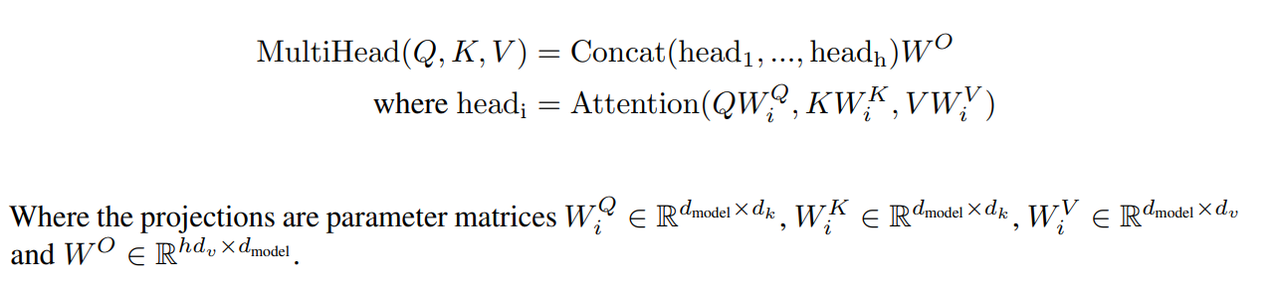 MultiHead(Q, K, V) = Concat(head₁, ..., headₕ)W^O
where headᵢ = Attention(QWᵢ^Q, KWᵢ^K, VWᵢ^V)
Where the projections are parameter matrices Wᵢ^Q ∈ ℝ^{d_model×d_k}, Wᵢ^K ∈ ℝ^{d_model×d_k}, Wᵢ^V ∈ ℝ^{d_model×d_v}
and W^O ∈ ℝ^{hd_v×d_model}.